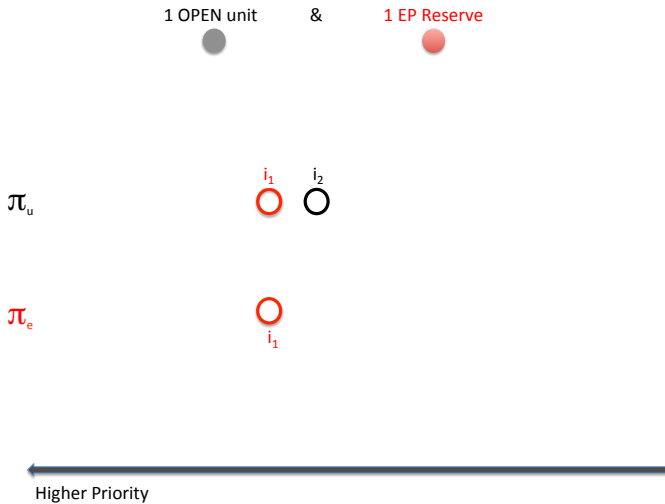 1 OPEN unit & 1 EP Reserve
i₁ i₂
πᵤ
πₑ
i₁
Higher Priority